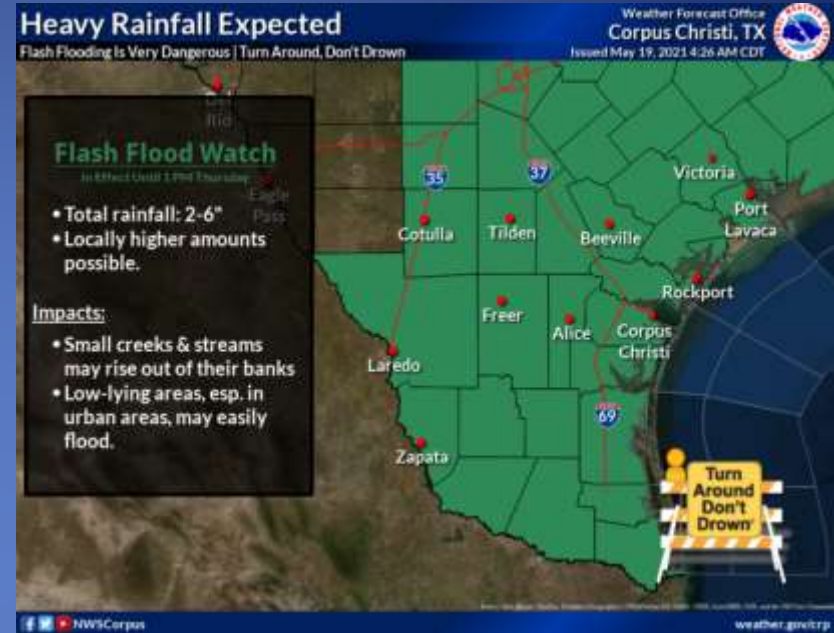 Heavy Rainfall Expected
Flash Flooding Is Very Dangerous | Turn Around, Don't Drown
Weather Forecast Office
Corpus Christi, TX
Issued May 19, 2021 4:26 AM CDT
Del
Rio
Flash Flood Watch
In Effect Until 1 PM Thursday
Eagle
Pass
• Total rainfall: 2-6"
• Locally higher amounts
possible.
Impacts:
• Small creeks & streams
may rise out of their banks
• Low-lying areas, esp. in
urban areas, may easily
flood.
35
37
Victoria
Port
Lavaca
Cotulla
Tilden
Beeville
Rockport
Freer
Alice
Corpus
Christi
Laredo
69
Zapata
Turn
Around
Don't
Drown
NWSCorpus
weather.gov/crp